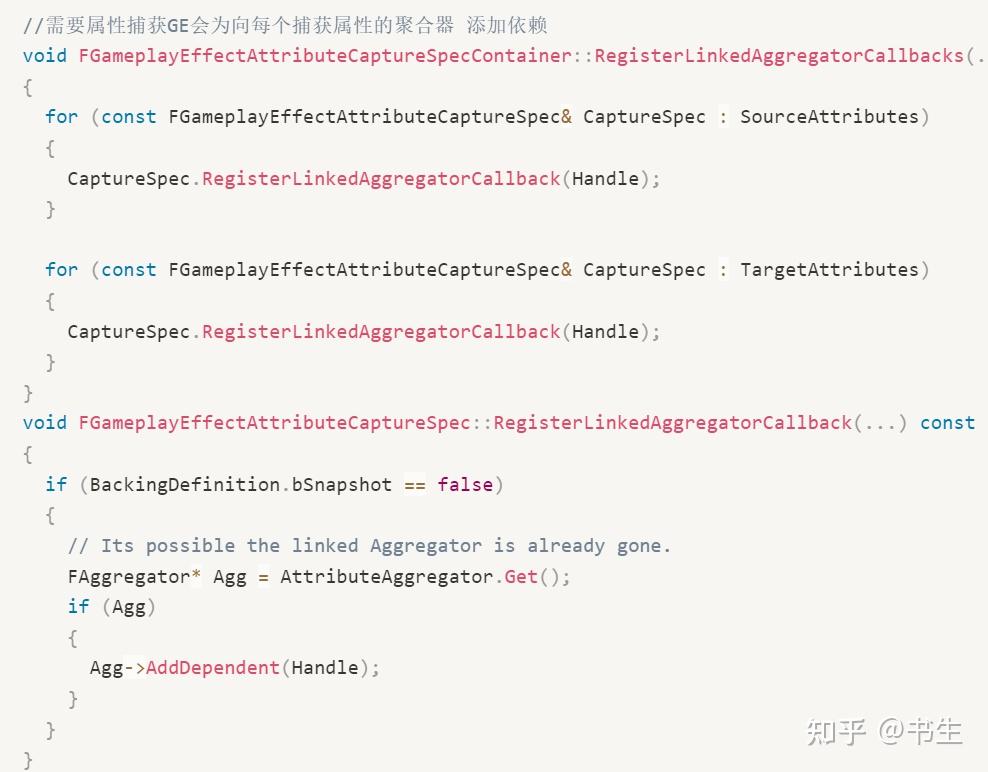 //需要属性捕获GE会为向每个捕获属性的聚合器 添加依赖
void FGameplayEffectAttributeCaptureSpecContainer::RegisterLinkedAggregatorCallbacks(.
{
  for (const FGameplayEffectAttributeCaptureSpec& CaptureSpec : SourceAttributes)
  {
    CaptureSpec.RegisterLinkedAggregatorCallback(Handle);
  }

  for (const FGameplayEffectAttributeCaptureSpec& CaptureSpec : TargetAttributes)
  {
    CaptureSpec.RegisterLinkedAggregatorCallback(Handle);
  }
}
void FGameplayEffectAttributeCaptureSpec::RegisterLinkedAggregatorCallback(...) const
{
  if (BackingDefinition.bSnapshot == false)
  {
    // Its possible the linked Aggregator is already gone.
    FAggregator* Agg = AttributeAggregator.Get();
    if (Agg)
    {
      Agg->AddDependent(Handle);
    }
  }
}
知乎 @书生